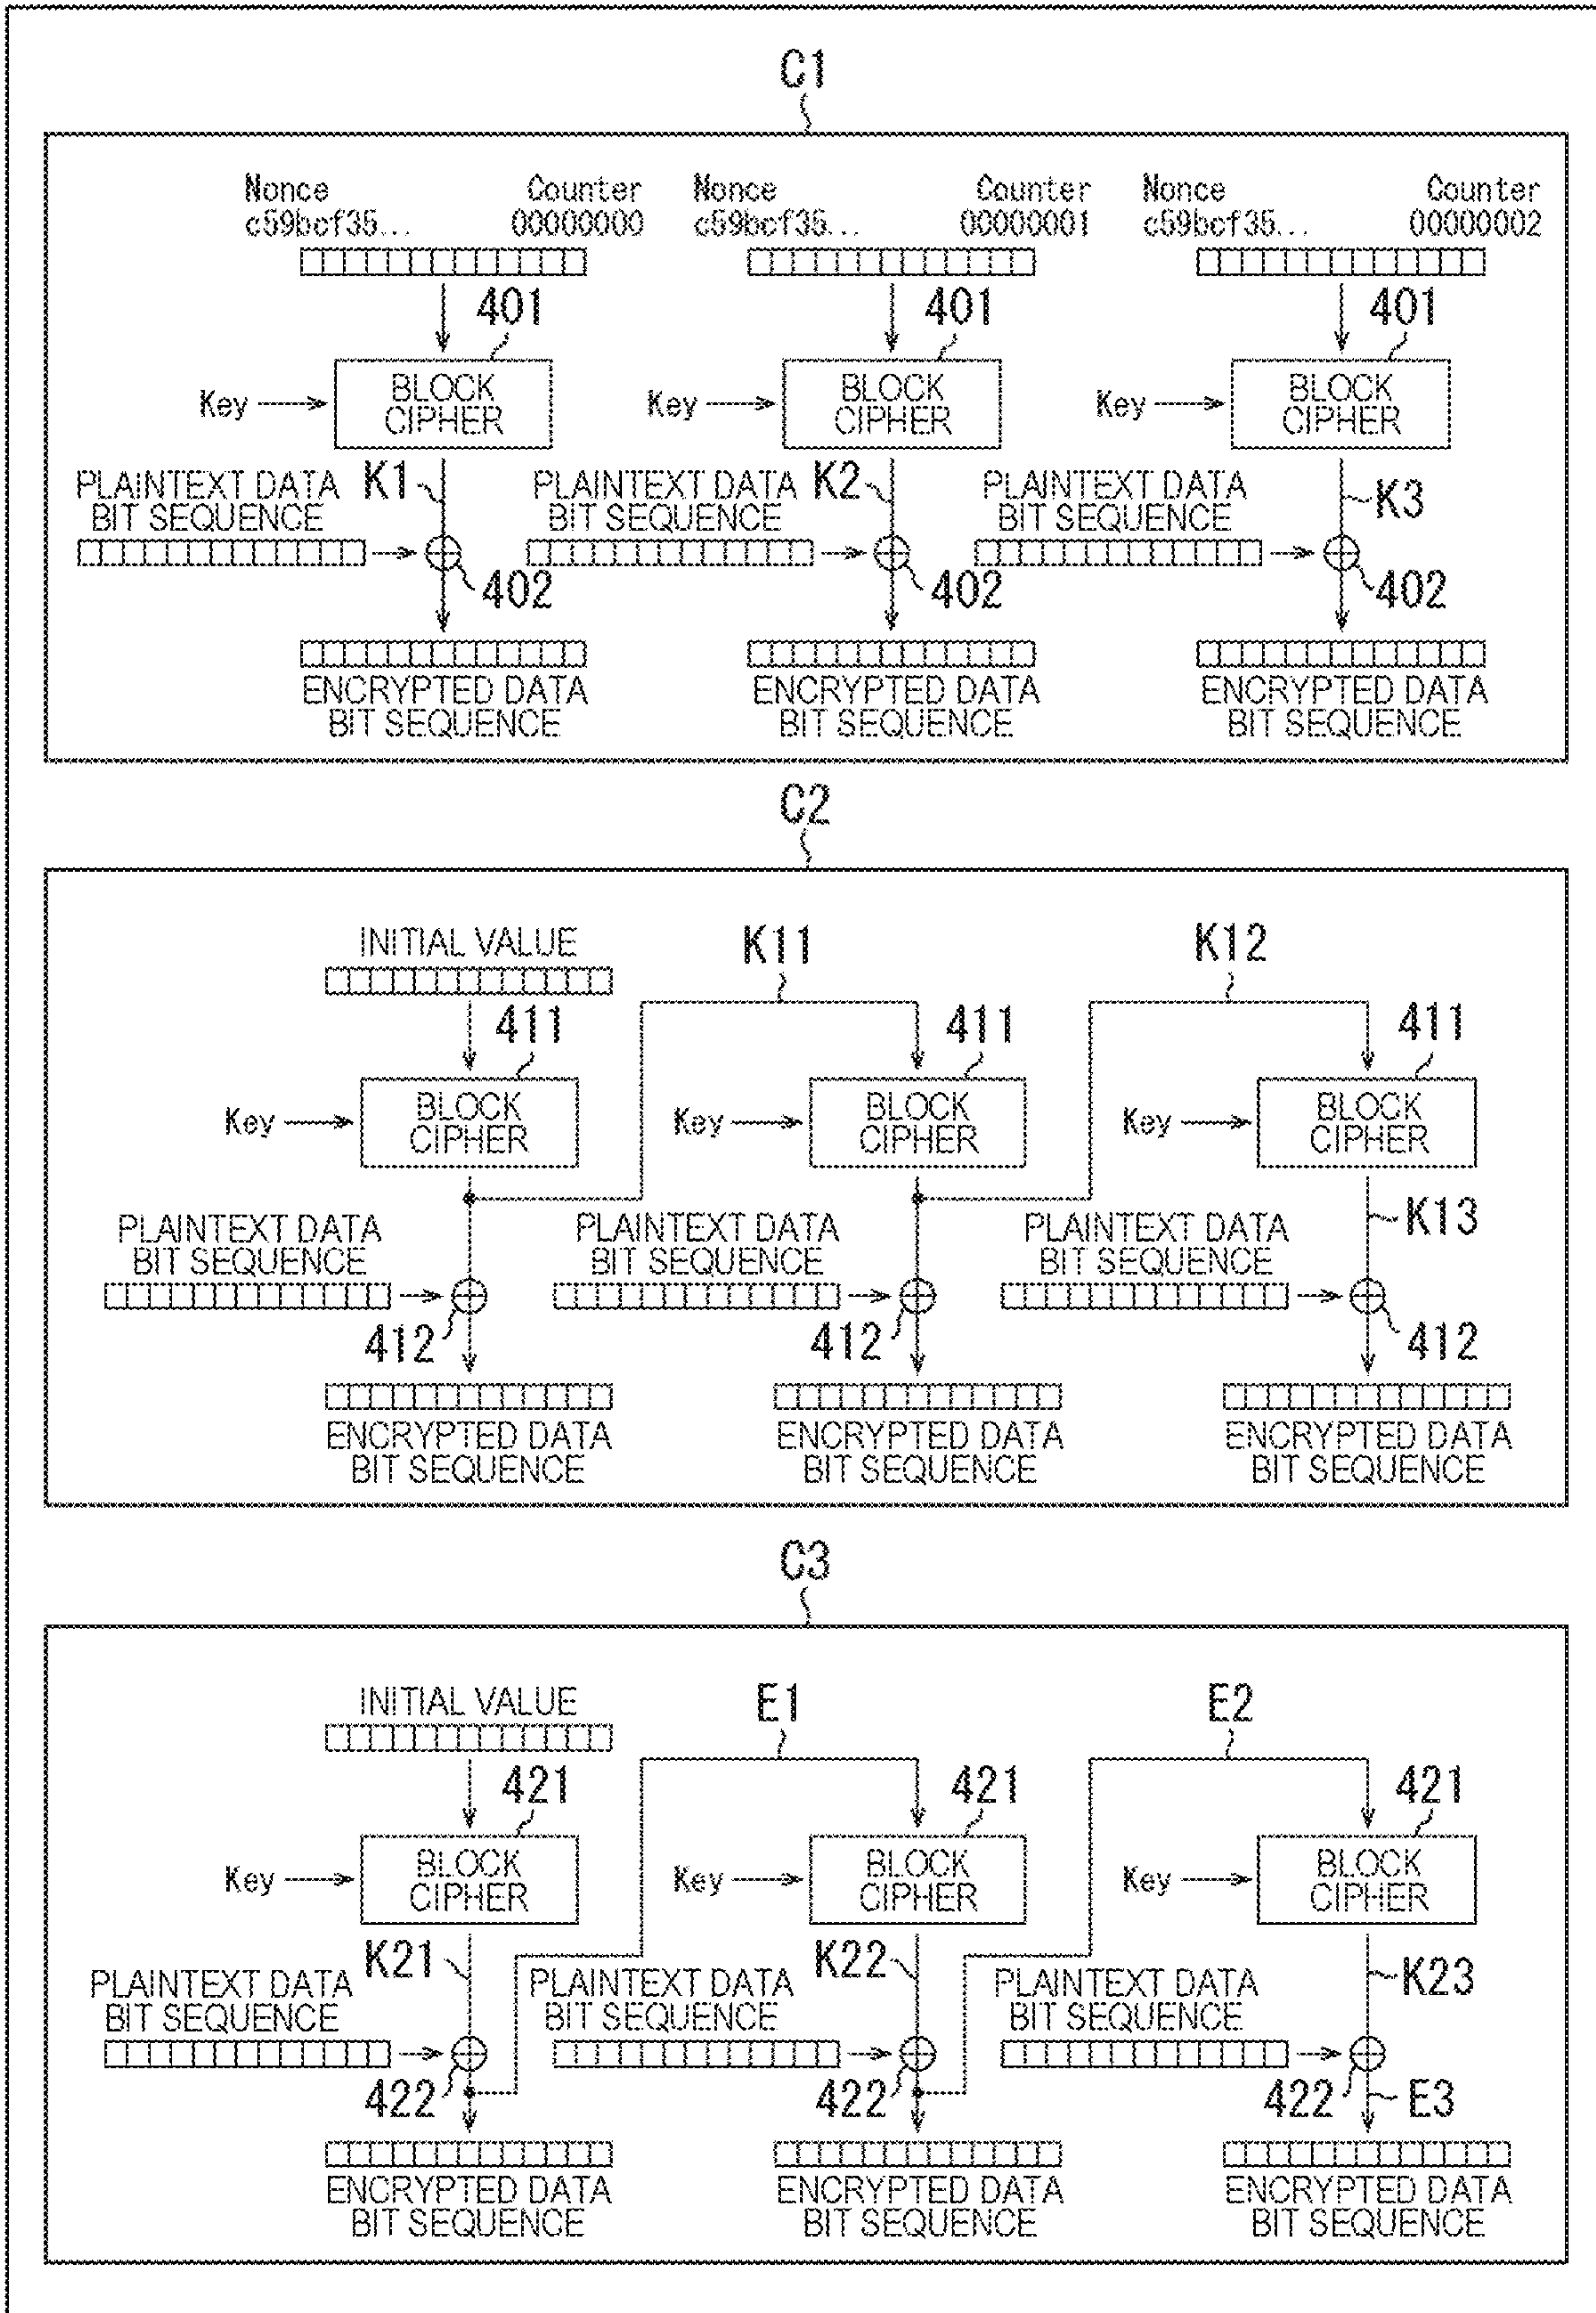 C1
Nonce Counter Nonce Counter Nonce Counter
c59bcf35... 00000000 c59bcf35... 00000001 c59bcf35... 00000002
401 401 401
BLOCK BLOCK BLOCK
Key CIPHER Key CIPHER Key CIPHER
PLAINTEXT DATA K1 PLAINTEXT DATA K2 PLAINTEXT DATA K3
BIT SEQUENCE BIT SEQUENCE BIT SEQUENCE
402 402 402
ENCRYPTED DATA ENCRYPTED DATA ENCRYPTED DATA
BIT SEQUENCE BIT SEQUENCE BIT SEQUENCE
C2
INITIAL VALUE K11 K12
411 411 411
BLOCK BLOCK BLOCK
Key CIPHER Key CIPHER Key CIPHER
PLAINTEXT DATA PLAINTEXT DATA PLAINTEXT DATA K13
BIT SEQUENCE BIT SEQUENCE BIT SEQUENCE
412 412 412
ENCRYPTED DATA ENCRYPTED DATA ENCRYPTED DATA
BIT SEQUENCE BIT SEQUENCE BIT SEQUENCE
C3
INITIAL VALUE E1 E2
421 421 421
BLOCK BLOCK BLOCK
Key CIPHER Key CIPHER Key CIPHER
K21 K22 K23
PLAINTEXT DATA PLAINTEXT DATA PLAINTEXT DATA
BIT SEQUENCE BIT SEQUENCE BIT SEQUENCE
422 422 422 E3
ENCRYPTED DATA ENCRYPTED DATA ENCRYPTED DATA
BIT SEQUENCE BIT SEQUENCE BIT SEQUENCE